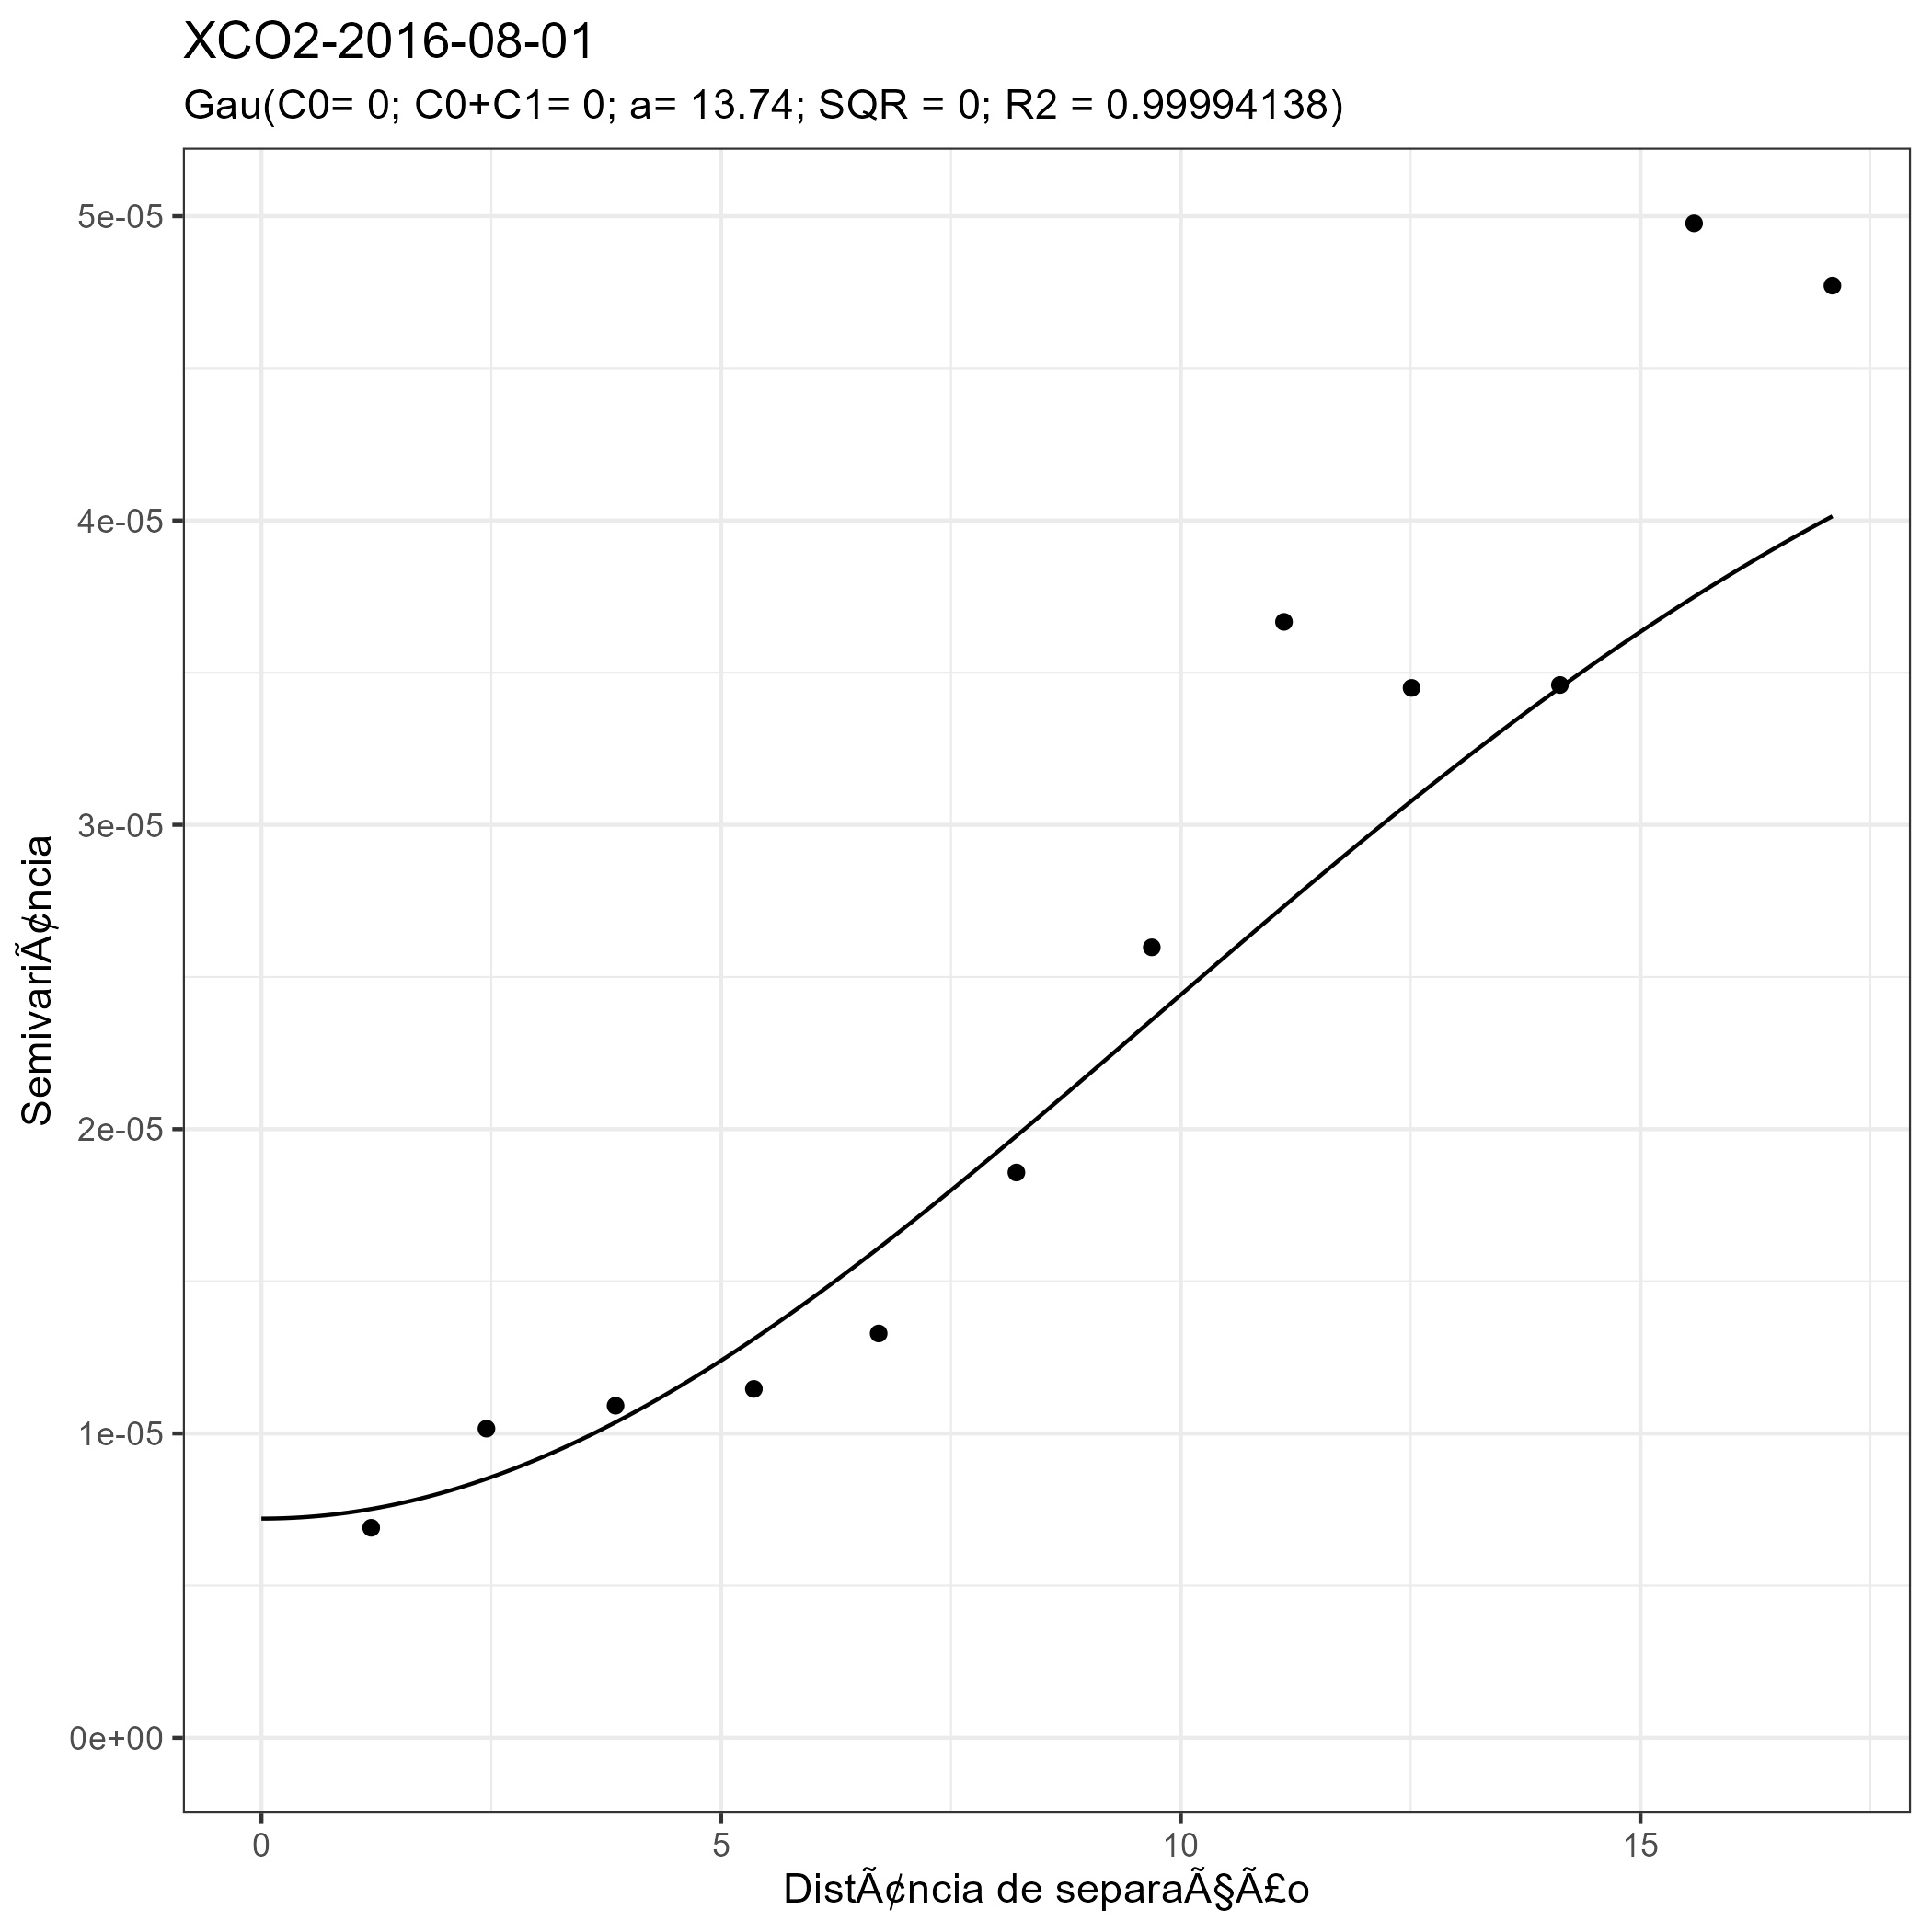 XCO2-2016-08-01
Gau(C0= 0; C0+C1= 0; a= 13.74; SQR = 0; R2 = 0.99994138)
SemivariÃ¢ncia
5e-05
4e-05
3e-05
2e-05
1e-05
0e+00
0 5 10 15
DistÃ¢ncia de separaÃ§Ã£o